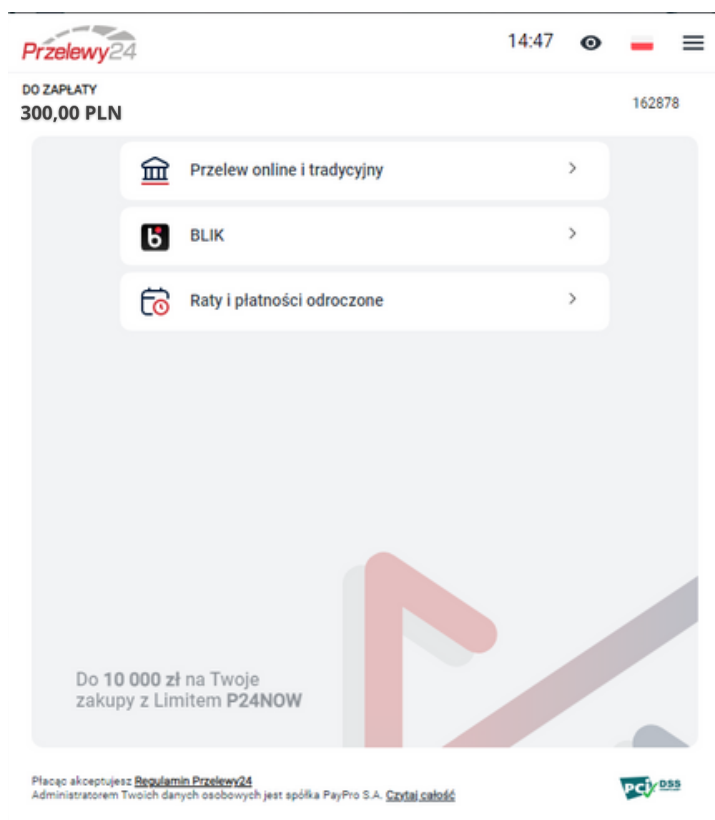 Przelewy24
14:47
DO ZAPŁATY
300,00 PLN
162878
Przelew online i tradycyjny
BLIK
Raty i płatności odroczone
Do 10 000 zł na Twoje
zakupy z Limitem P24NOW
Płacąc akceptujesz Regulamin Przelewy24
Administratorem Twoich danych osobowych jest spółka PayPro S.A. Czytaj całość
PCI DSS